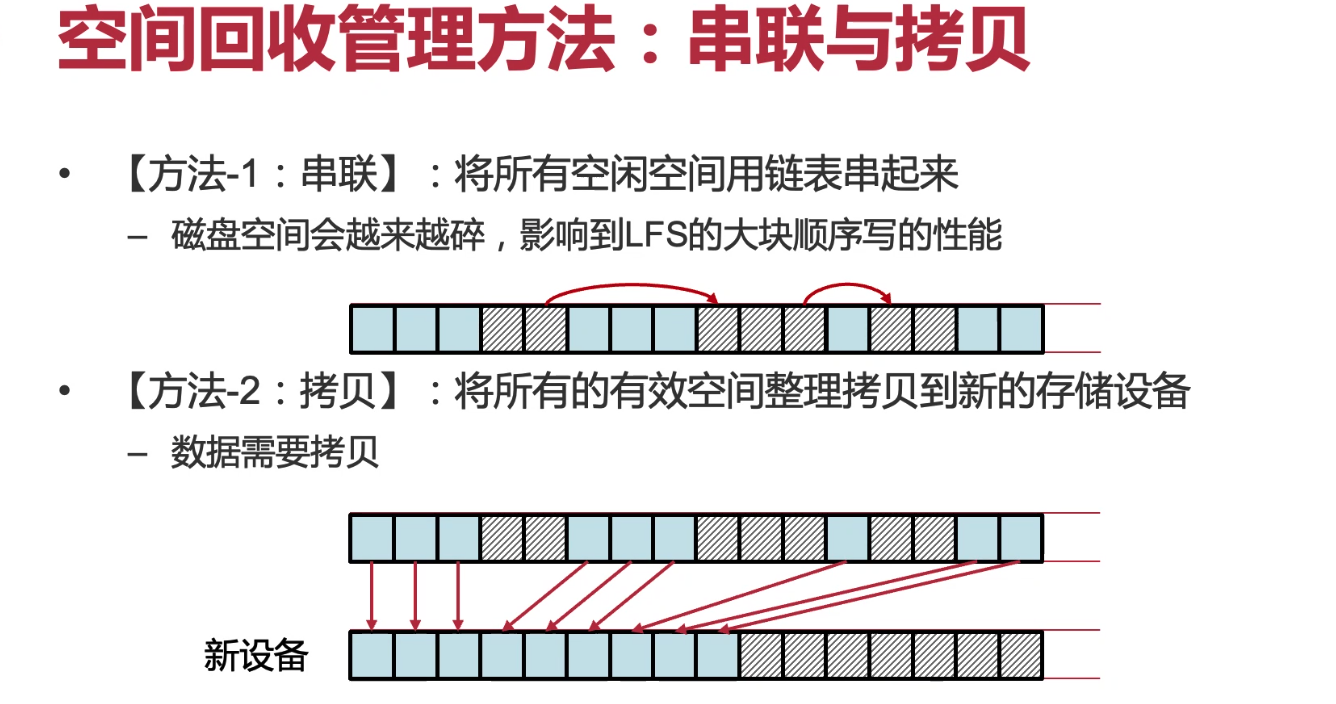 空间回收管理方法：串联与拷贝
• 【方法-1：串联】：将所有空闲空间用链表串起来
– 磁盘空间会越来越碎，影响到LFS的大块顺序写的性能
• 【方法-2：拷贝】：将所有的有效空间整理拷贝到新的存储设备
– 数据需要拷贝
新设备